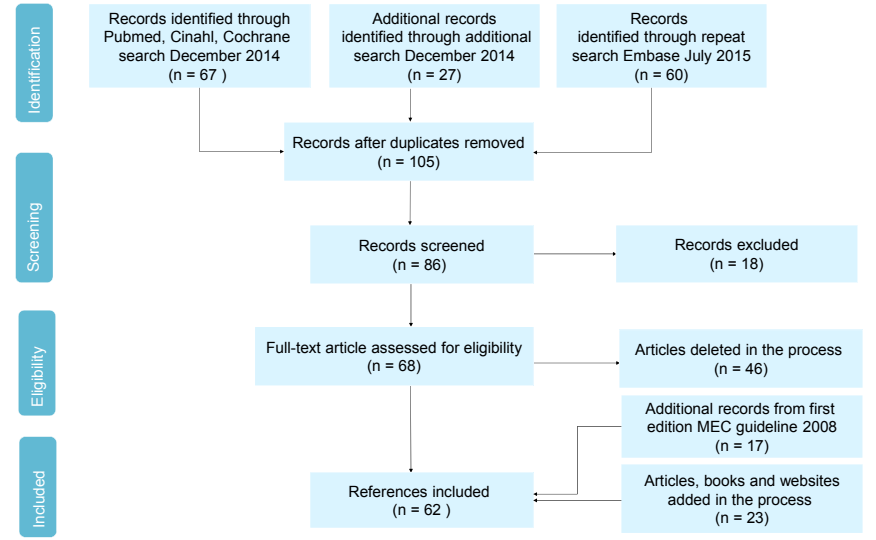 Identification
Records identified through
Pubmed, Cinahl, Cochrane
search December 2014
(n = 67 )
Additional records
identified through additional
search December 2014
(n = 27)
Records
identified through repeat
search Embase July 2015
(n = 60)
Records after duplicates removed
(n = 105)
Screening
Records screened
(n = 86)
Records excluded
(n = 18)
Eligibility
Full-text article assessed for eligibility
(n = 68)
Articles deleted in the process
(n = 46)
Additional records from first
edition MEC guideline 2008
(n = 17)
Included
References included
(n = 62 )
Articles, books and websites
added in the process
(n = 23)